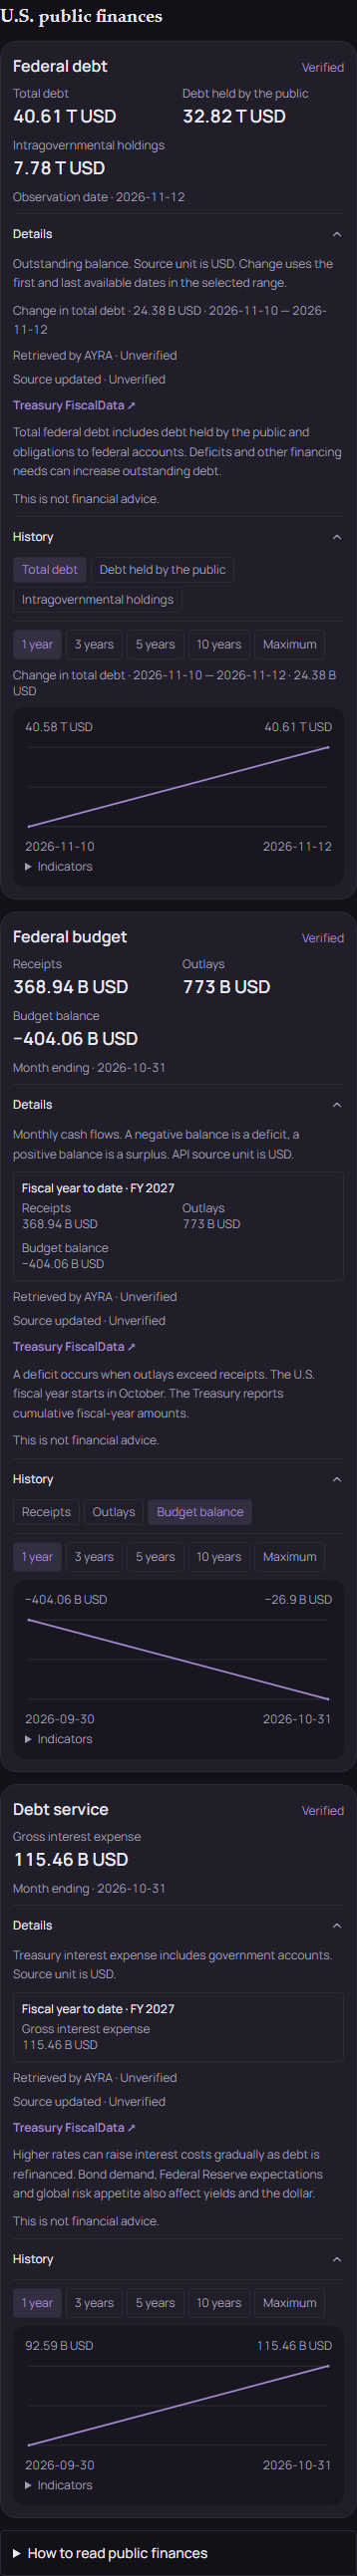 U.S. public finances
Federal debt
Verified
Total debt
Debt held by the public
40.61 T USD
32.82 T USD
Intragovernmental holdings
7.78 T USD
Observation date · 2026-11-12
Details
Outstanding balance. Source unit is USD. Change uses the
first and last available dates in the selected range.
Change in total debt · 24.38 B USD · 2026-11-10 — 2026-
11-12
Retrieved by AYRA · Unverified
Source updated · Unverified
Treasury FiscalData ↗
Total federal debt includes debt held by the public and
obligations to federal accounts. Deficits and other financing
needs can increase outstanding debt.
This is not financial advice.
History
Total debt
Debt held by the public
Intragovernmental holdings
1 year
3 years
5 years
10 years
Maximum
Change in total debt · 2026-11-10 — 2026-11-12 · 24.38 B
USD
40.58 T USD
40.61 T USD
2026-11-10
2026-11-12
Indicators
Federal budget
Verified
Receipts
Outlays
368.94 B USD
773 B USD
Budget balance
−404.06 B USD
Month ending · 2026-10-31
Details
Monthly cash flows. A negative balance is a deficit, a
positive balance is a surplus. API source unit is USD.
Fiscal year to date · FY 2027
Receipts
Outlays
368.94 B USD
773 B USD
Budget balance
−404.06 B USD
Retrieved by AYRA · Unverified
Source updated · Unverified
Treasury FiscalData ↗
A deficit occurs when outlays exceed receipts. The U.S.
fiscal year starts in October. The Treasury reports
cumulative fiscal-year amounts.
This is not financial advice.
History
Receipts
Outlays
Budget balance
1 year
3 years
5 years
10 years
Maximum
−404.06 B USD
−26.9 B USD
2026-09-30
2026-10-31
Indicators
Debt service
Verified
Gross interest expense
115.46 B USD
Month ending · 2026-10-31
Details
Treasury interest expense includes government accounts.
Source unit is USD.
Fiscal year to date · FY 2027
Gross interest expense
115.46 B USD
Retrieved by AYRA · Unverified
Source updated · Unverified
Treasury FiscalData ↗
Higher rates can raise interest costs gradually as debt is
refinanced. Bond demand, Federal Reserve expectations
and global risk appetite also affect yields and the dollar.
This is not financial advice.
History
1 year
3 years
5 years
10 years
Maximum
92.59 B USD
115.46 B USD
2026-09-30
2026-10-31
Indicators
How to read public finances